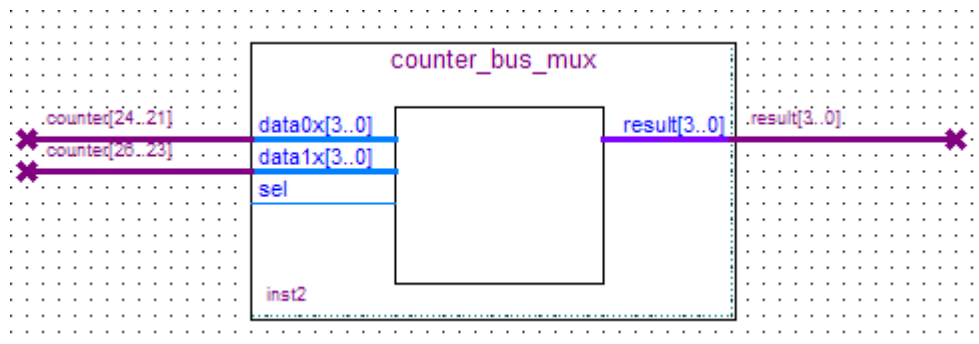 counter_bus_mux
counter[24..21]
data0x[3..0]
result[3..0]
result[3..0]
counter[26..23]
data1x[3..0]
sel
inst2